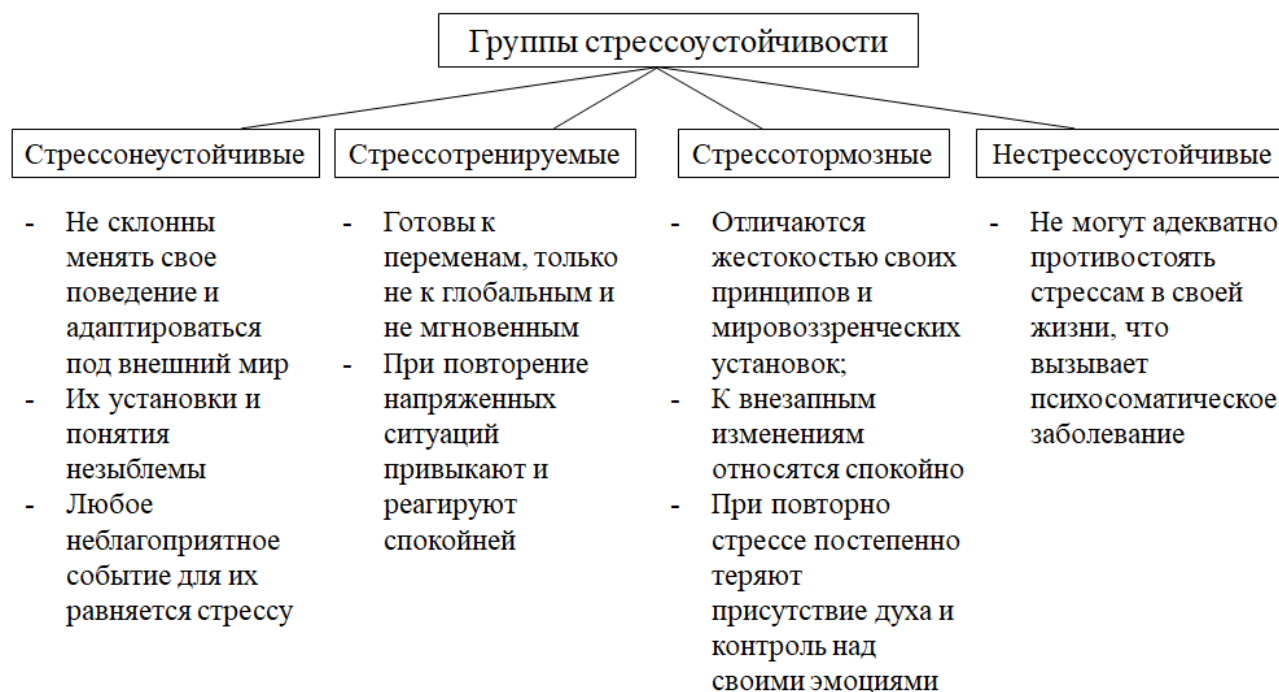 Группы стрессоустойчивости
Стрессонеустойчивые
- Не склонны
менять свое
поведение и
адаптироваться
под внешний мир
- Их установки и
понятия
незыблемы
- Любое
неблагоприятное
событие для их
равняется стрессу
Стрессотренируемые
- Готовы к
переменам, только
не к глобальным и
не мгновенным
- При повторение
напряженных
ситуаций
привыкают и
реагируют
спокойней
Стрессотормозные
- Отличаются
жестокостью своих
принципов и
мировоззренческих
установок;
- К внезапным
изменениям
относятся спокойно
- При повторно
стрессе постепенно
теряют
присутствие духа и
контроль над
своими эмоциями
Нестрессоустойчивые
- Не могут адекватно
противостоять
стрессам в своей
жизни, что
вызывает
психосоматическое
заболевание